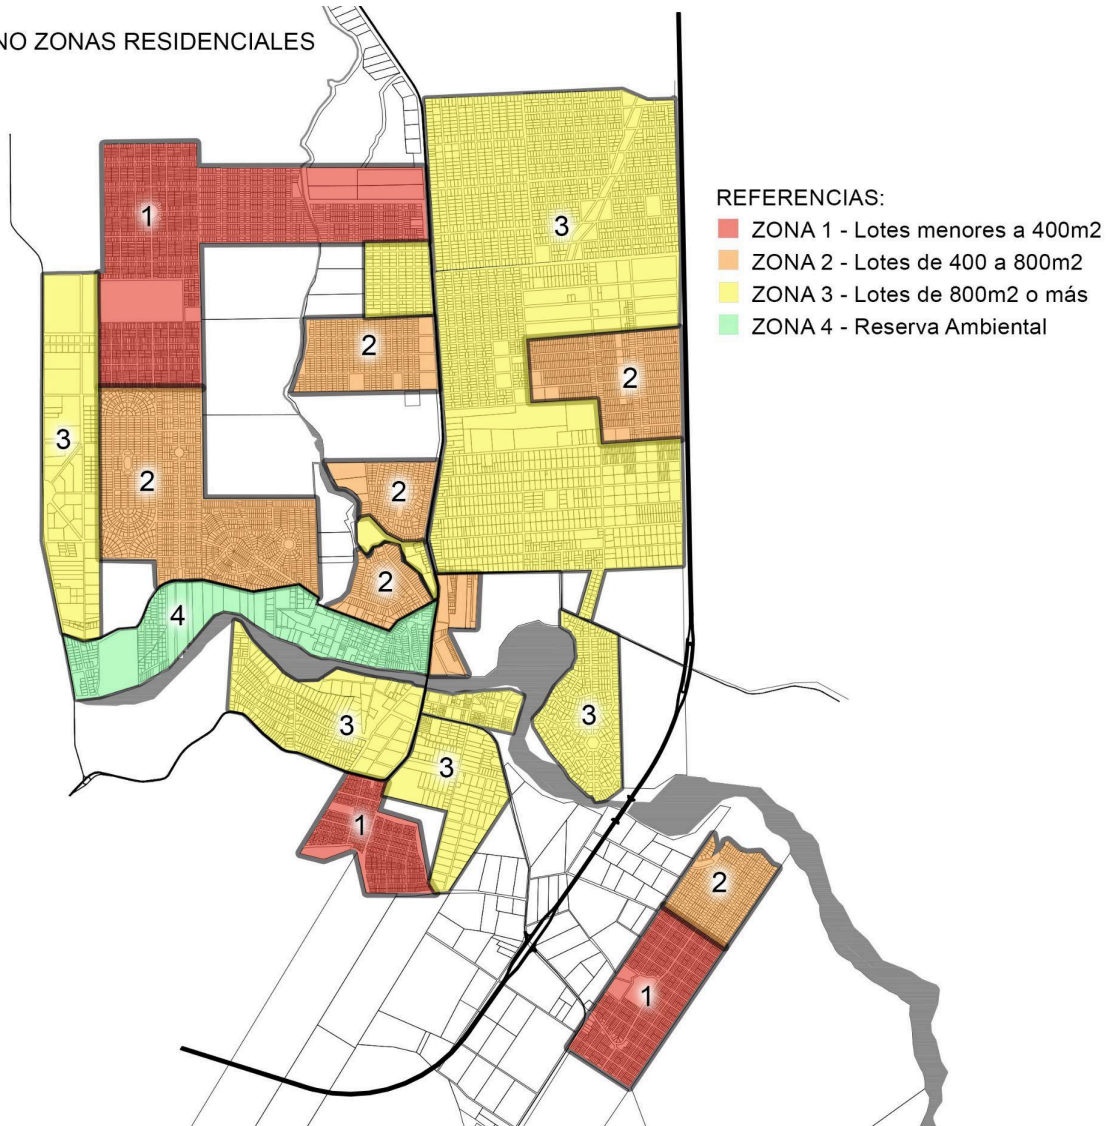 NO ZONAS RESIDENCIALES
REFERENCIAS:
ZONA 1 - Lotes menores a 400m2
ZONA 2 - Lotes de 400 a 800m2
ZONA 3 - Lotes de 800m2 o más
ZONA 4 - Reserva Ambiental
1
3
2
2
3
2
2
2
4
3
3
3
1
2
1